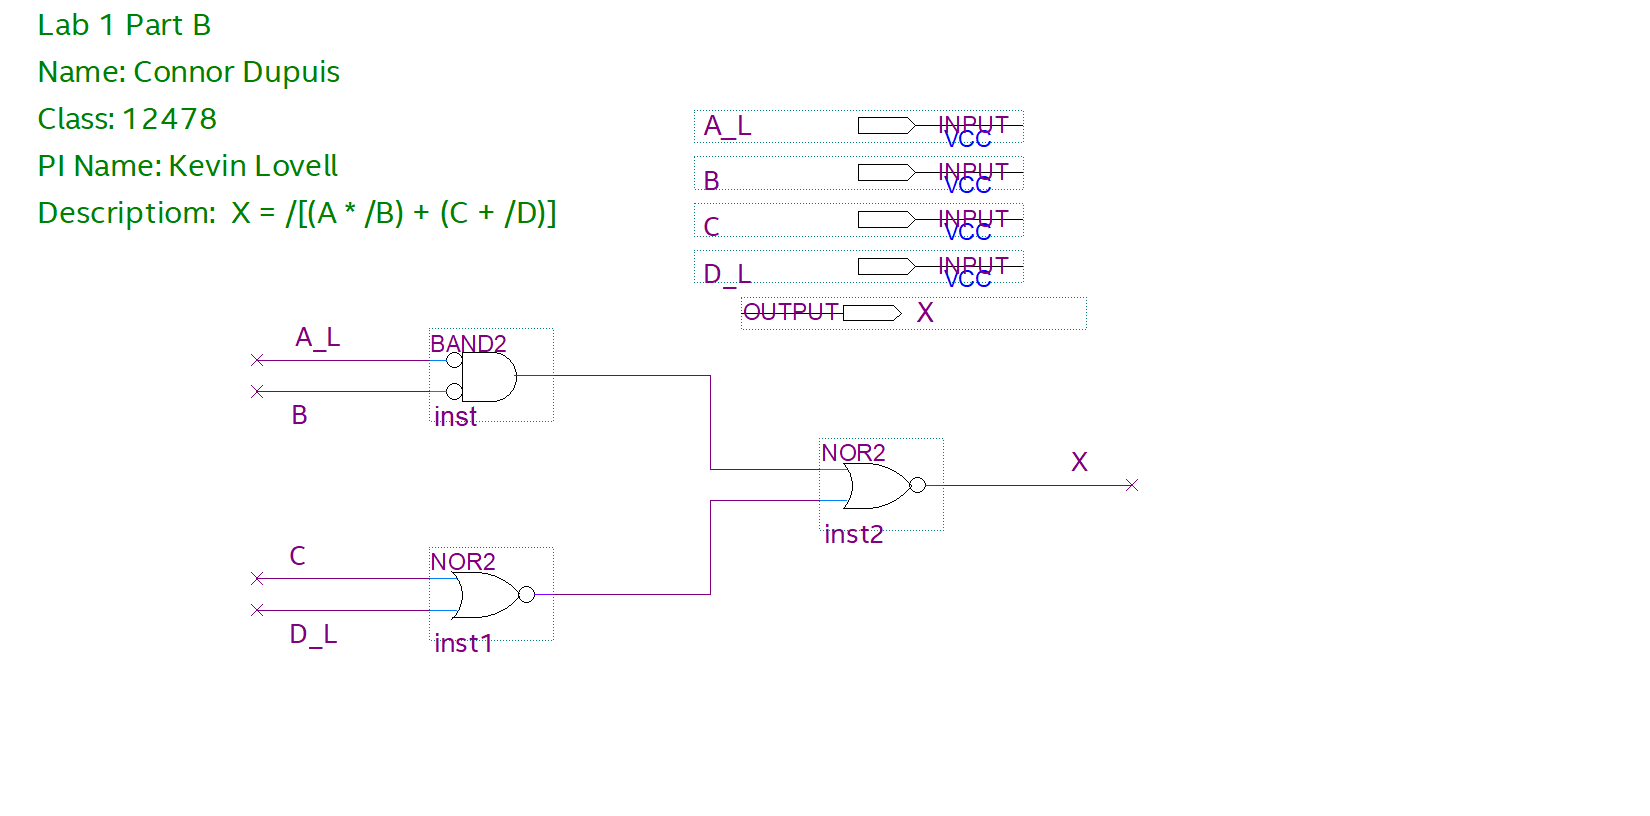 Lab 1 Part B
Name: Connor Dupuis
Class: 12478
PI Name: Kevin Lovell
Descriptiom:  X = /[(A * /B) + (C + /D)]
A_L INPUT
VCC
B INPUT
VCC
C INPUT
VCC
D_L INPUT
VCC
OUTPUT X
A_L
BAND2
B
inst
NOR2
X
inst2
C
NOR2
D_L
inst1